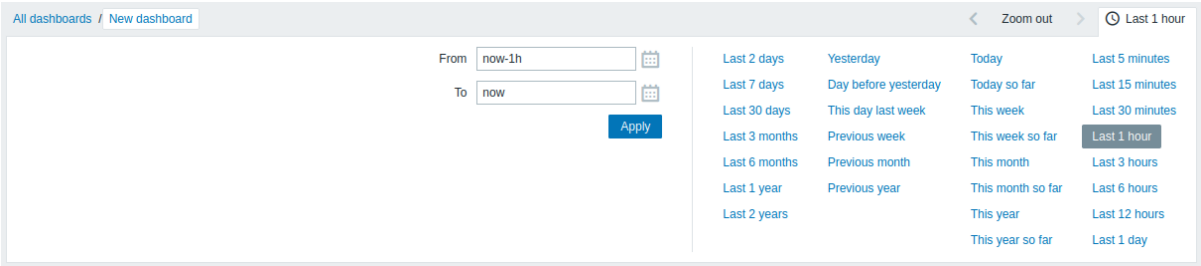 All dashboards / New dashboard Zoom out Last 1 hour
From now-1h
To now
Apply
Last 2 days Yesterday Today Last 5 minutes
Last 7 days Day before yesterday Today so far Last 15 minutes
Last 30 days This day last week This week Last 30 minutes
Last 3 months Previous week This week so far Last 1 hour
Last 6 months Previous month This month Last 3 hours
Last 1 year Previous year This month so far Last 6 hours
Last 2 years This year Last 12 hours
This year so far Last 1 day